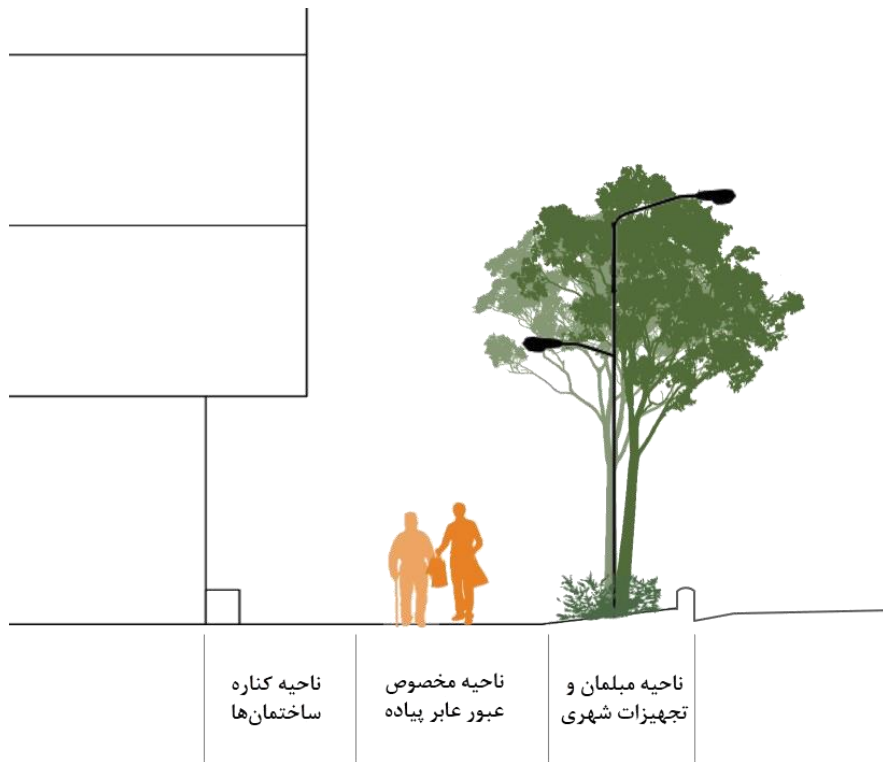 ناحیه مبلمان و
تجهیزات شهری
ناحیه مخصوص
عبور عابر پیاده
ناحیه کناره
ساختمان‌ها